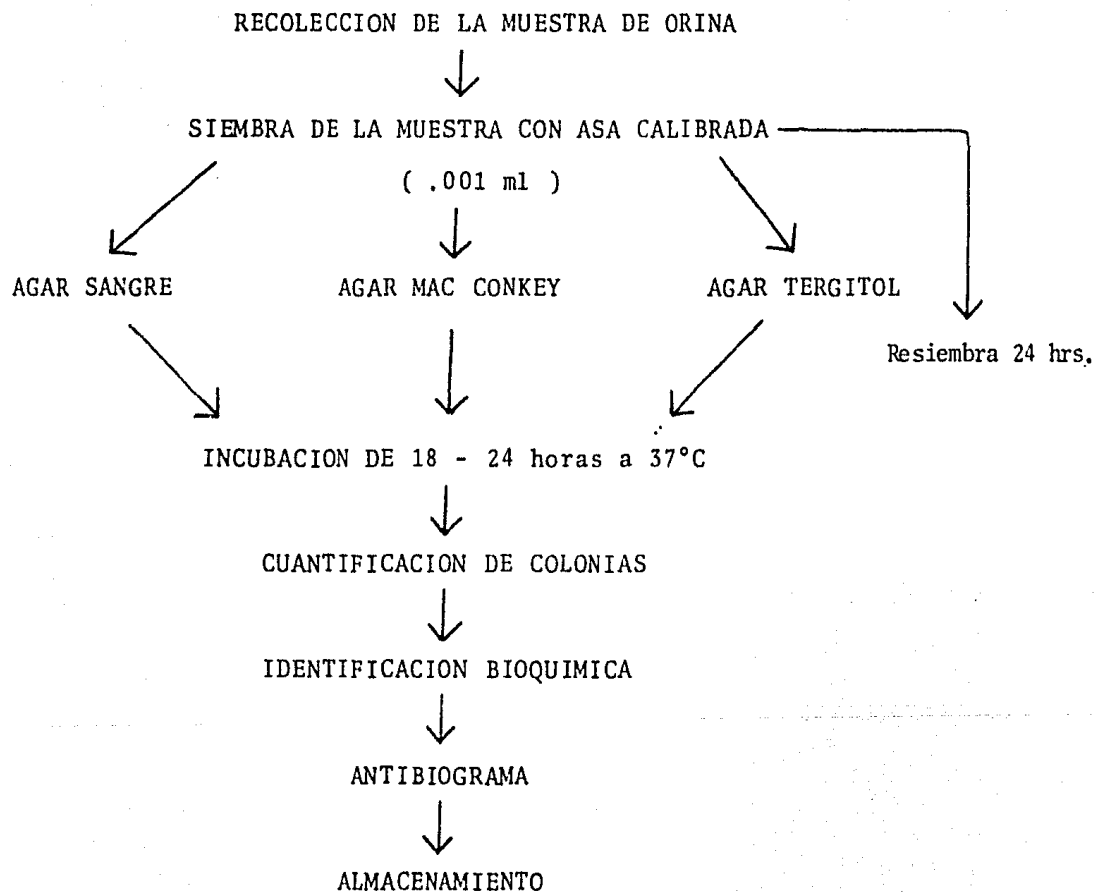 RECOLECCION DE LA MUESTRA DE ORINA
SIEMBRA DE LA MUESTRA CON ASA CALIBRADA
( .001 ml )
AGAR SANGRE
AGAR MAC CONKEY
AGAR TERGITOL
Resiembra 24 hrs.
INCUBACION DE 18 - 24 horas a 37°C
CUANTIFICACION DE COLONIAS
IDENTIFICACION BIOQUIMICA
ANTIBIOGRAMA
ALMACENAMIENTO